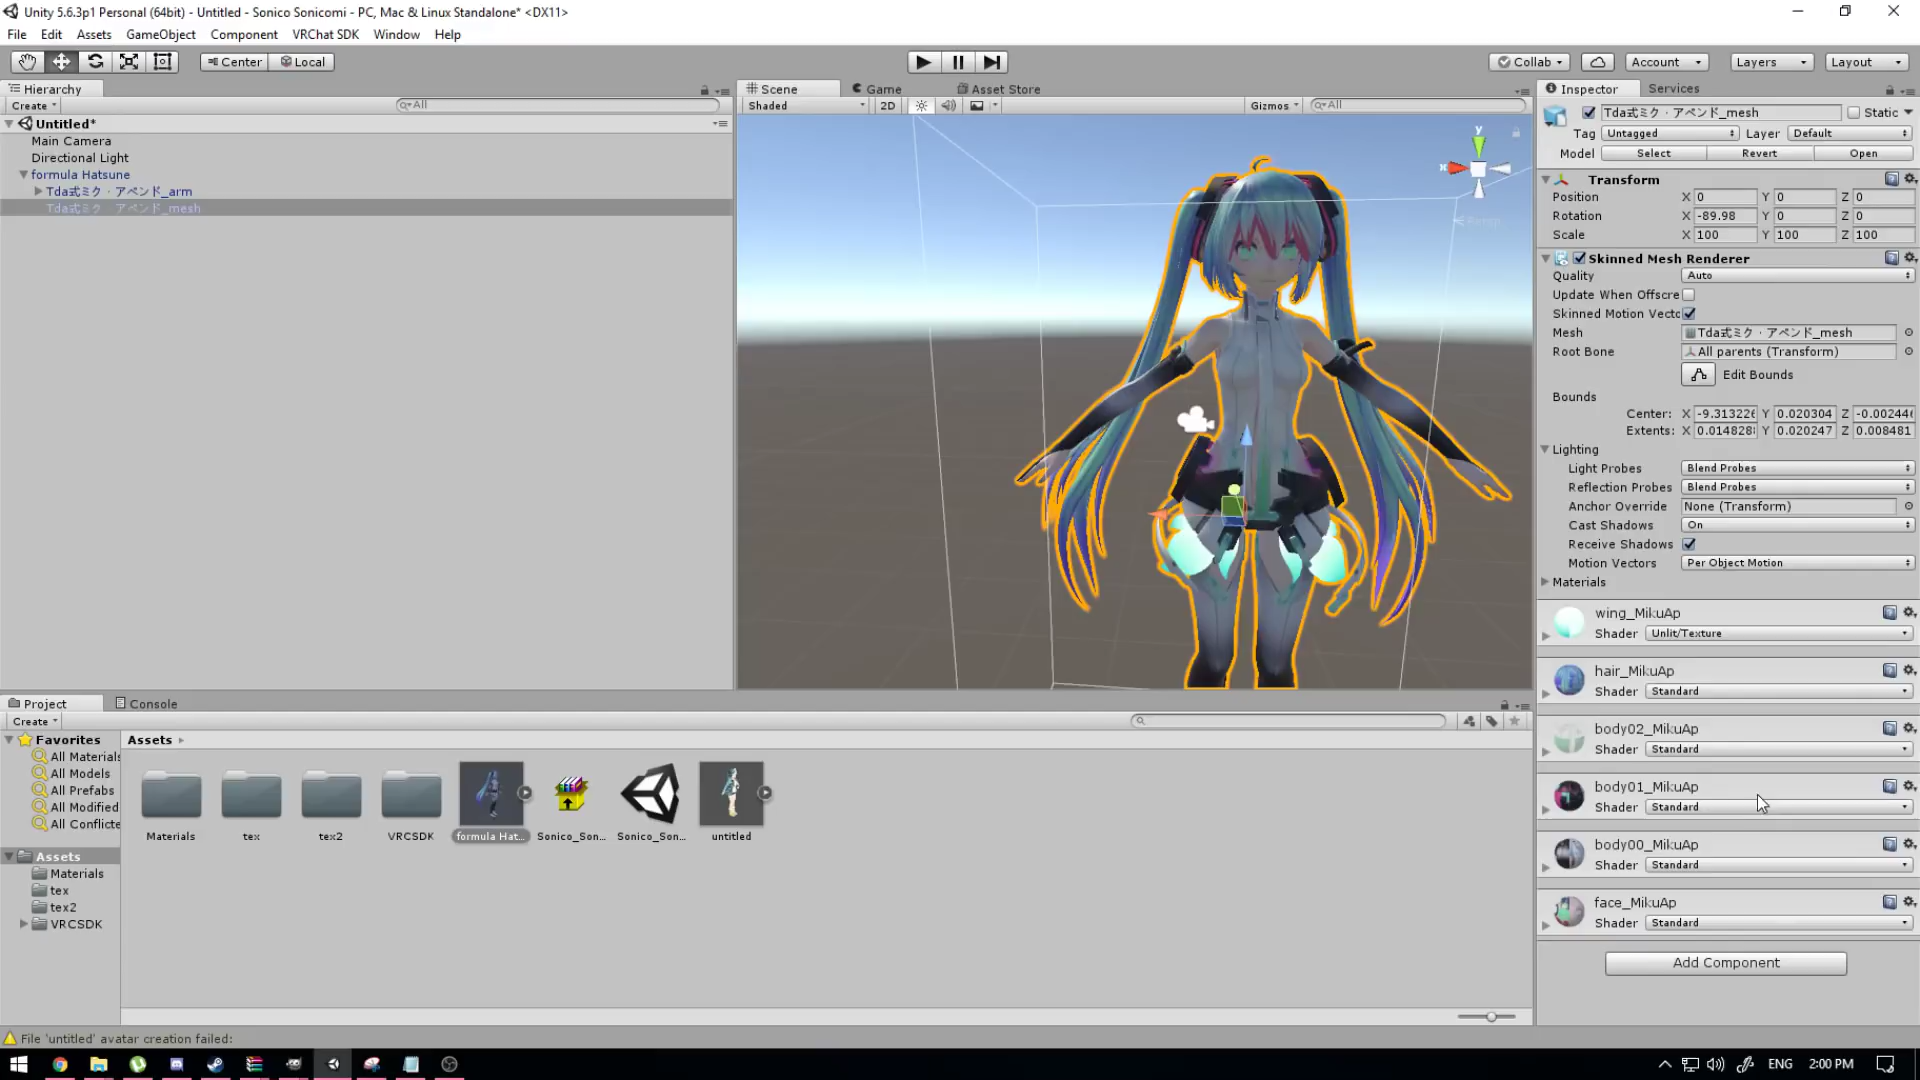 Unity 5.6.3p1 Personal (64bit) - Untitled - Sonico Sonicomi - PC, Mac & Linux Standalone* <DX11>
File Edit Assets GameObject Component VRChat SDK Window Help
Center Local Collab Account Layers Layout
Hierarchy
Create All
Untitled*
Main Camera
Directional Light
formula Hatsune
Tda式ミク・アペンド_arm
Tda式ミク・アペンド_mesh
Scene Game Asset Store
Shaded 2D Gizmos All
y
x
Persp
Inspector Services
Tda式ミク・アペンド_mesh Static
Tag Untagged Layer Default
Model Select Revert Open
Transform
Position X 0 Y 0 Z 0
Rotation X -89.98 Y 0 Z 0
Scale X 100 Y 100 Z 100
Skinned Mesh Renderer
Quality Auto
Update When Offscre
Skinned Motion Vecto
Mesh Tda式ミク・アペンド_mesh
Root Bone All parents (Transform)
Edit Bounds
Bounds
Center: X -9.313226 Y 0.020304 Z -0.00244
Extents: X 0.014828 Y 0.020247 Z 0.008481
Lighting
Light Probes Blend Probes
Reflection Probes Blend Probes
Anchor Override None (Transform)
Cast Shadows On
Receive Shadows
Motion Vectors Per Object Motion
Materials
wing_MikuAp
Shader Unlit/Texture
hair_MikuAp
Shader Standard
body02_MikuAp
Shader Standard
body01_MikuAp
Shader Standard
body00_MikuAp
Shader Standard
face_MikuAp
Shader Standard
Add Component
Project Console
Create
Favorites
All Materials
All Models
All Prefabs
All Modified
All Conflicte
Assets
Materials
tex
tex2
VRCSDK
Assets
Materials tex tex2 VRCSDK formula Hat... Sonico_Son... Sonico_Son... untitled
File 'untitled' avatar creation failed:
ENG 2:00 PM